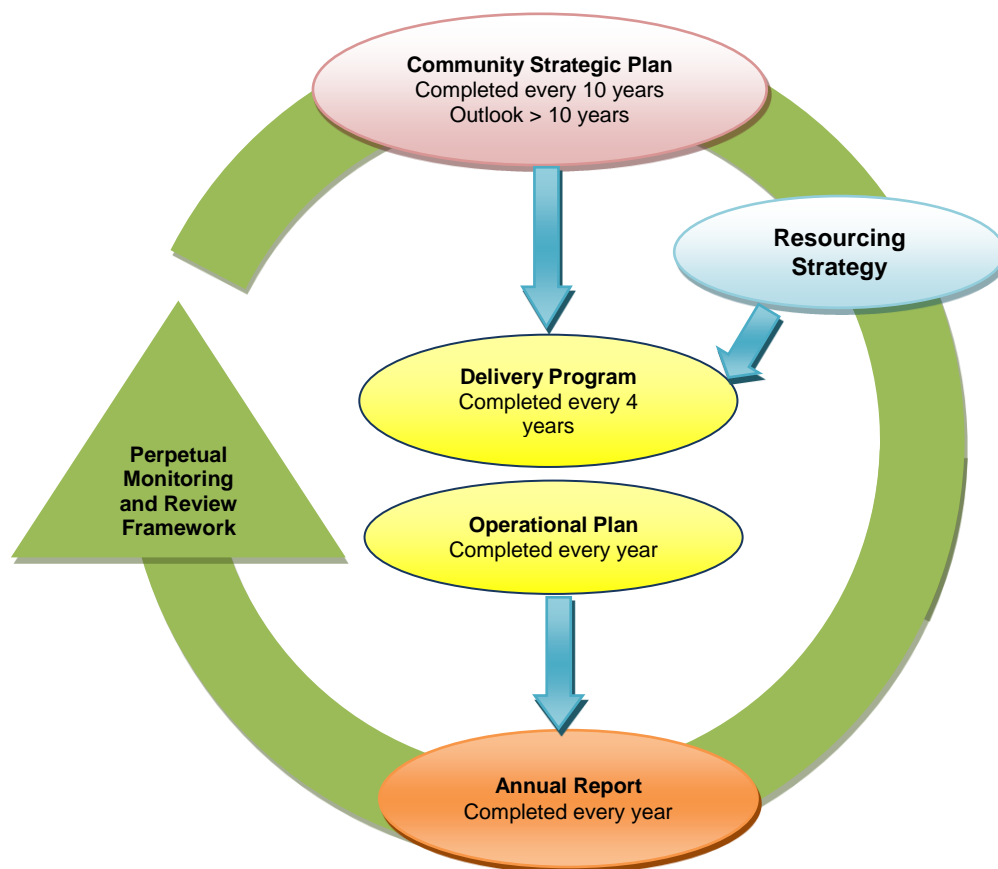 Community Strategic Plan
Completed every 10 years
Outlook > 10 years
Resourcing
Strategy
Delivery Program
Completed every 4
years
Perpetual
Monitoring
and Review
Framework
Operational Plan
Completed every year
Annual Report
Completed every year